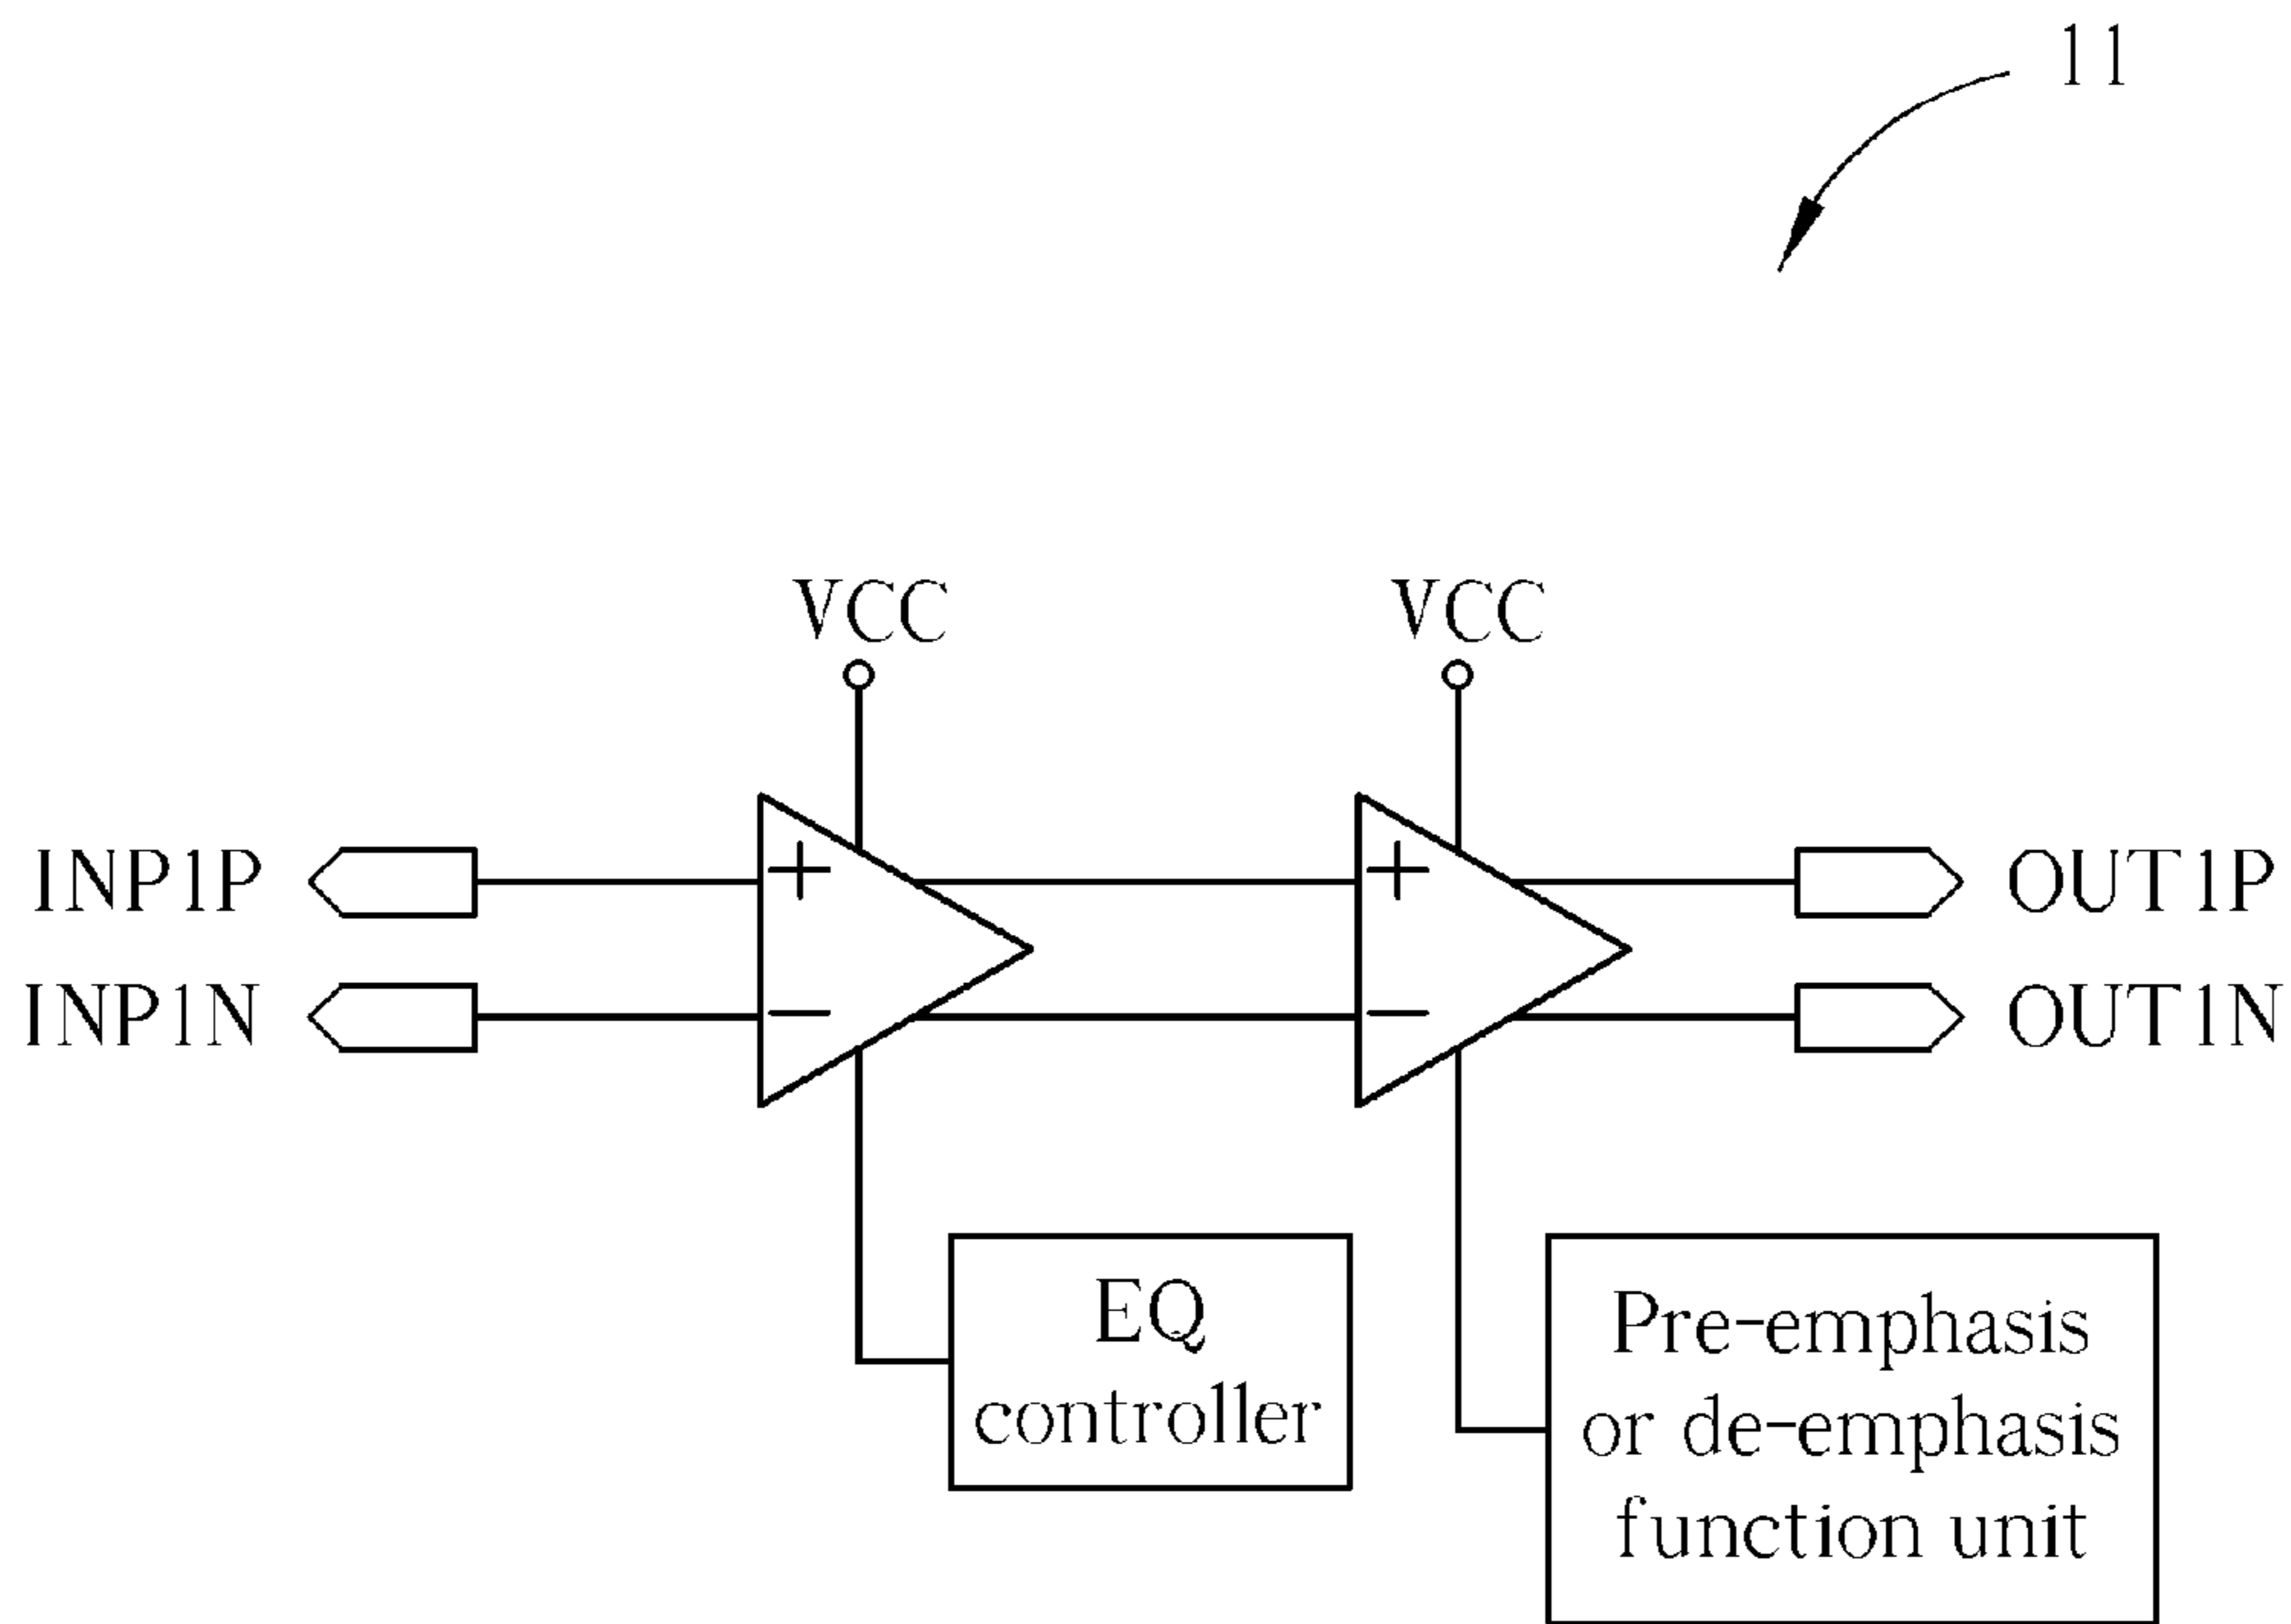 11
VCC
VCC
INP1P
OUT1P
INP1N
OUT1N
EQ
controller
Pre-emphasis
or de-emphasis
function unit